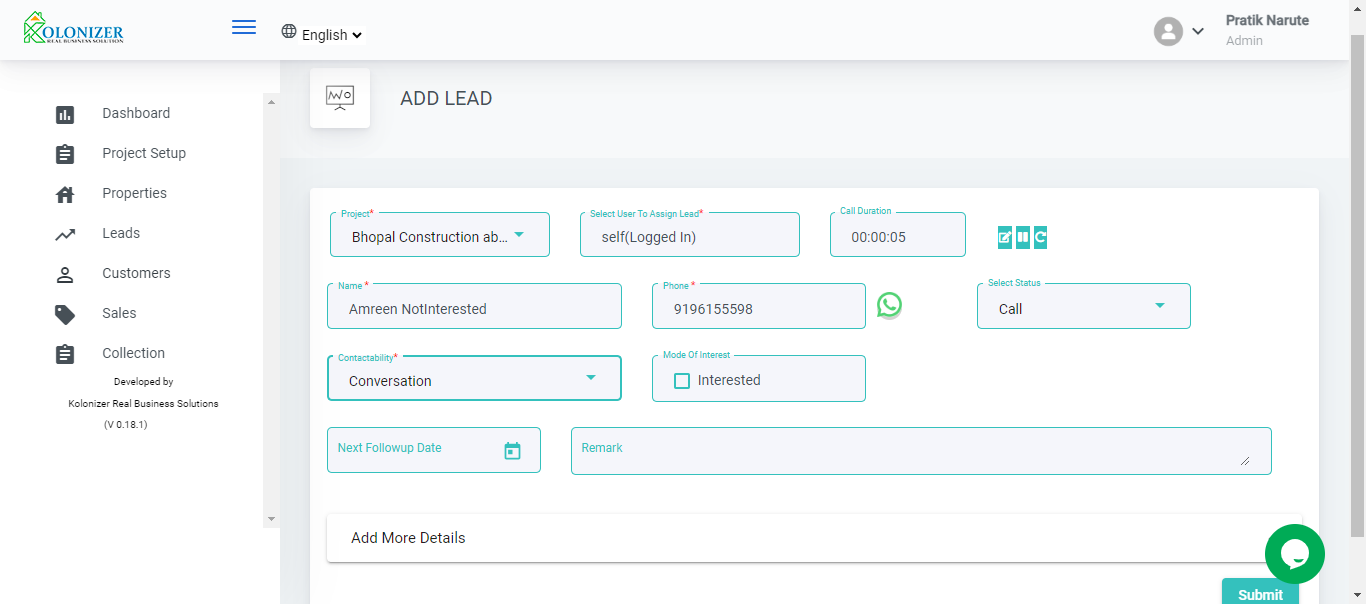 KOLONIZER
REAL BUSINESS SOLUTION
English
Pratik Narute
Admin
Dashboard
Project Setup
Properties
Leads
Customers
Sales
Collection
Developed by
Kolonizer Real Business Solutions
(V 0.18.1)
ADD LEAD
Project*
Bhopal Construction ab...
Select User To Assign Lead*
self(Logged In)
Call Duration
00:00:05
Name *
Amreen NotInterested
Phone *
9196155598
Select Status
Call
Contactability*
Conversation
Mode Of Interest
Interested
Next Followup Date
Remark
Add More Details
Submit